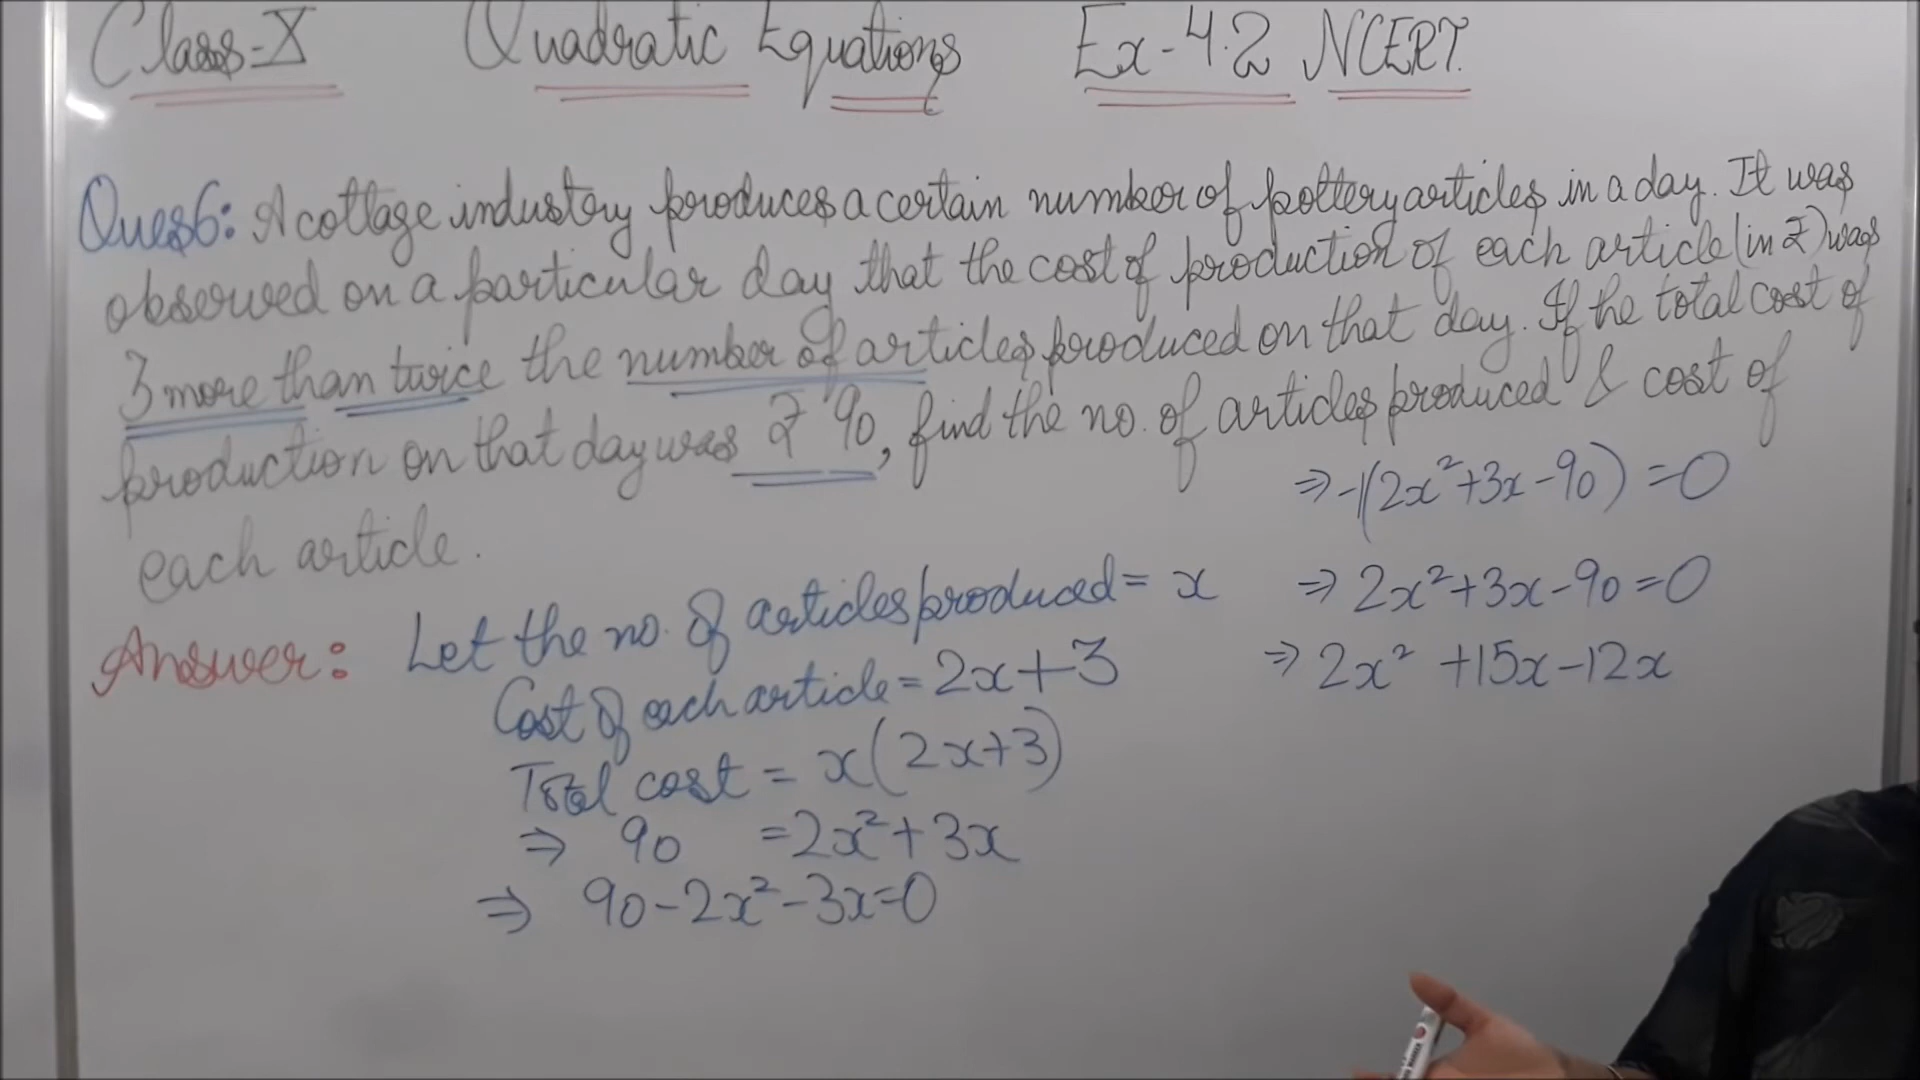 Class-X Quadratic Equations Ex-4.2 NCERT.
Ques6: A cottage industry produces a certain number of pottery articles in a day. It was
observed on a particular day that the cost of production of each article (in ₹) was
3 more than twice the number of articles produced on that day. If the total cost of
production on that day was ₹ 90, find the no. of articles produced & cost of
each article.
Answer: Let the no. of articles produced = x
Cost of each article = 2x+3
Total cost = x(2x+3)
⇒ 90 = 2x²+3x
⇒ 90-2x²-3x=0
⇒ -1(2x²+3x-90) = 0
⇒ 2x²+3x-90=0
⇒ 2x² +15x-12x